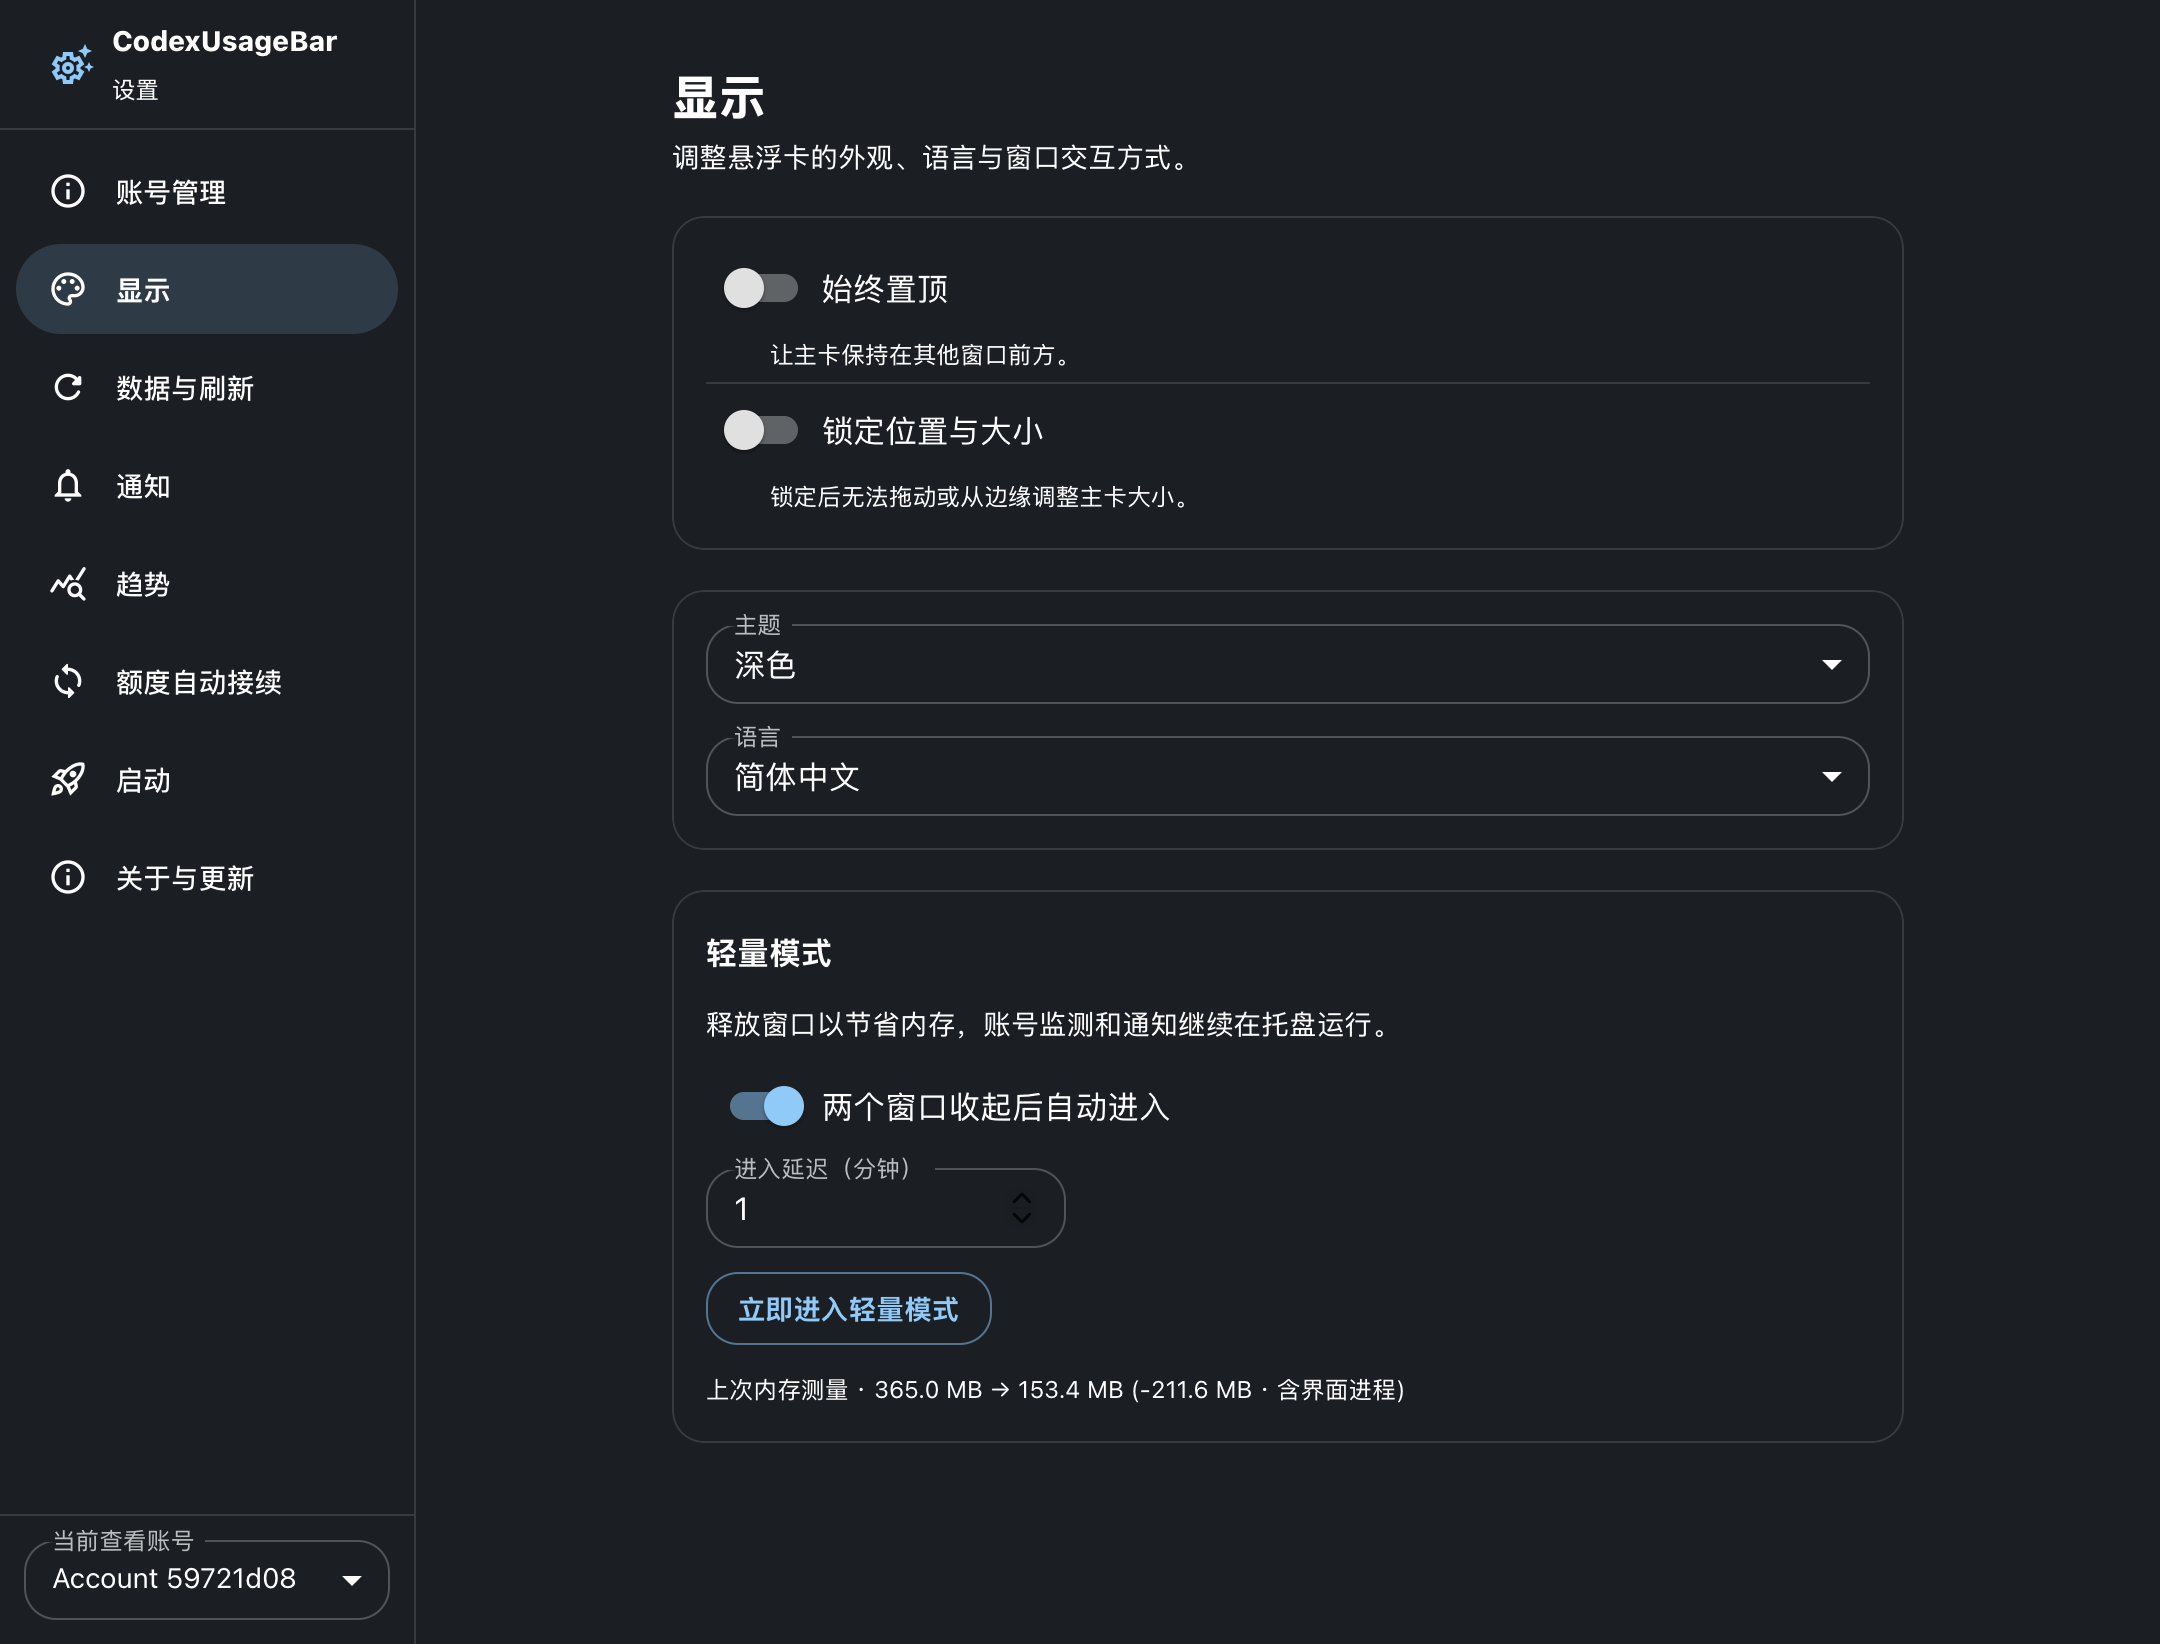 CodexUsageBar
设置
账号管理
显示
数据与刷新
通知
趋势
额度自动接续
启动
关于与更新
当前查看账号
Account 59721d08
显示
调整悬浮卡的外观、语言与窗口交互方式。
始终置顶
让主卡保持在其他窗口前方。
锁定位置与大小
锁定后无法拖动或从边缘调整主卡大小。
主题
深色
语言
简体中文
轻量模式
释放窗口以节省内存，账号监测和通知继续在托盘运行。
两个窗口收起后自动进入
进入延迟（分钟）
1
立即进入轻量模式
上次内存测量 · 365.0 MB → 153.4 MB (-211.6 MB · 含界面进程)